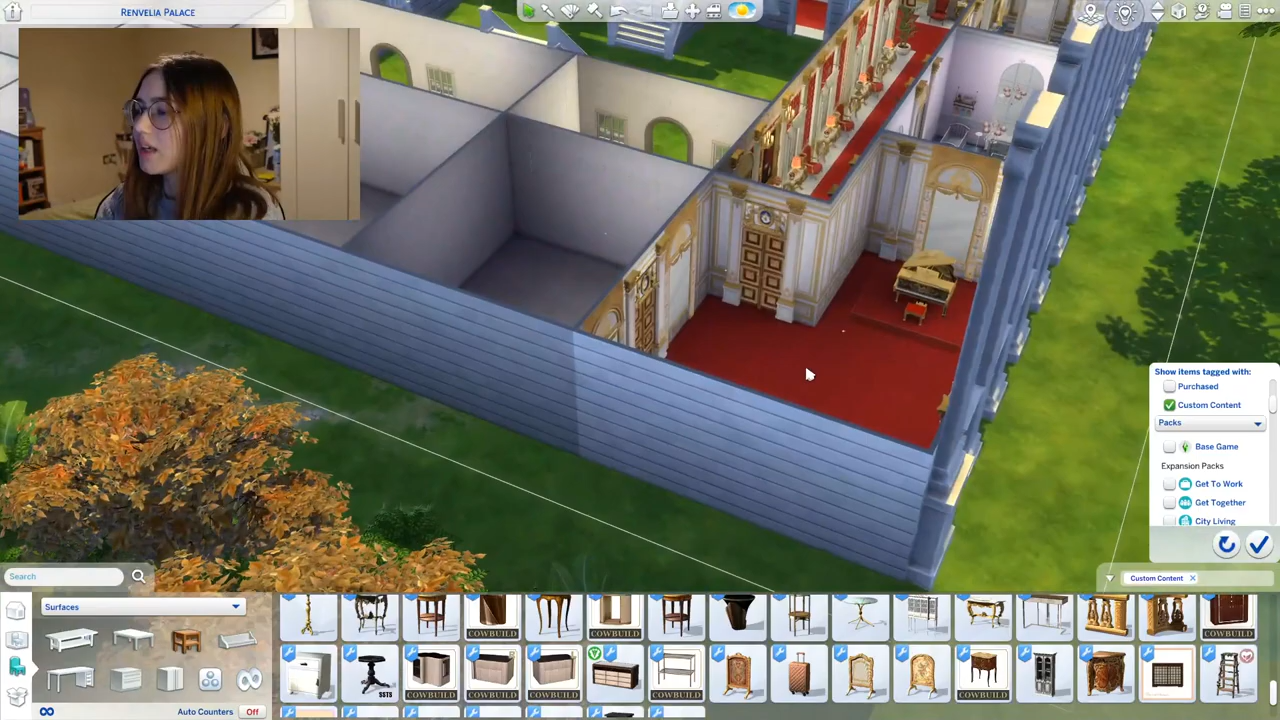 RENVELIA PALACE
Show items tagged with:
Purchased
Custom Content
Packs
Base Game
Expansion Packs
Get To Work
Get Together
City Living
Search
Custom Content
Surfaces
COWBUILD
COWBUILD
COWBUILD
SSTS
COWBUILD
COWBUILD
COWBUILD
COWBUILD
COWBUILD
COWBUILD
Auto Counters
Off